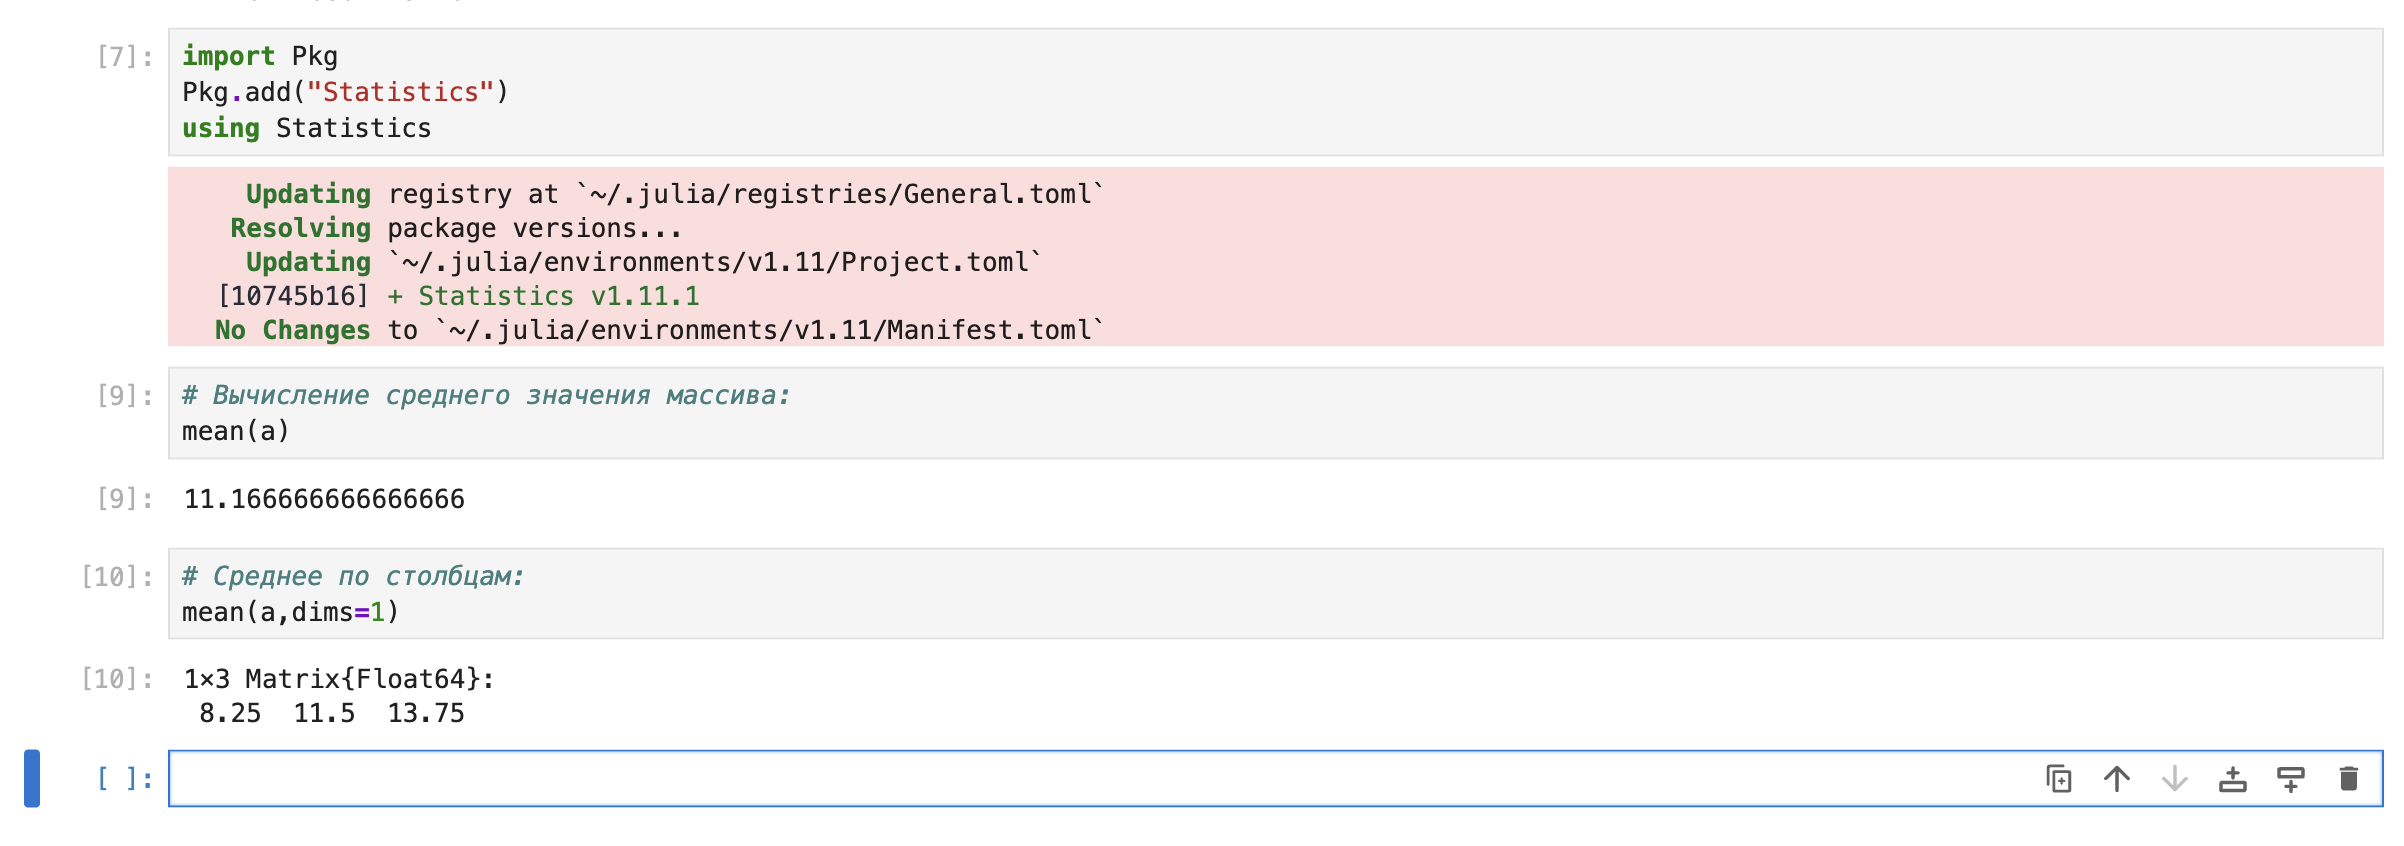 [7]:
import Pkg
Pkg.add("Statistics")
using Statistics
Updating registry at `~/.julia/registries/General.toml`
Resolving package versions...
Updating `~/.julia/environments/v1.11/Project.toml`
[10745b16] + Statistics v1.11.1
No Changes to `~/.julia/environments/v1.11/Manifest.toml`
[9]:
# Вычисление среднего значения массива:
mean(a)
[9]: 11.166666666666666
[10]:
# Среднее по столбцам:
mean(a,dims=1)
[10]: 1×3 Matrix{Float64}:
8.25 11.5 13.75
[ ]: